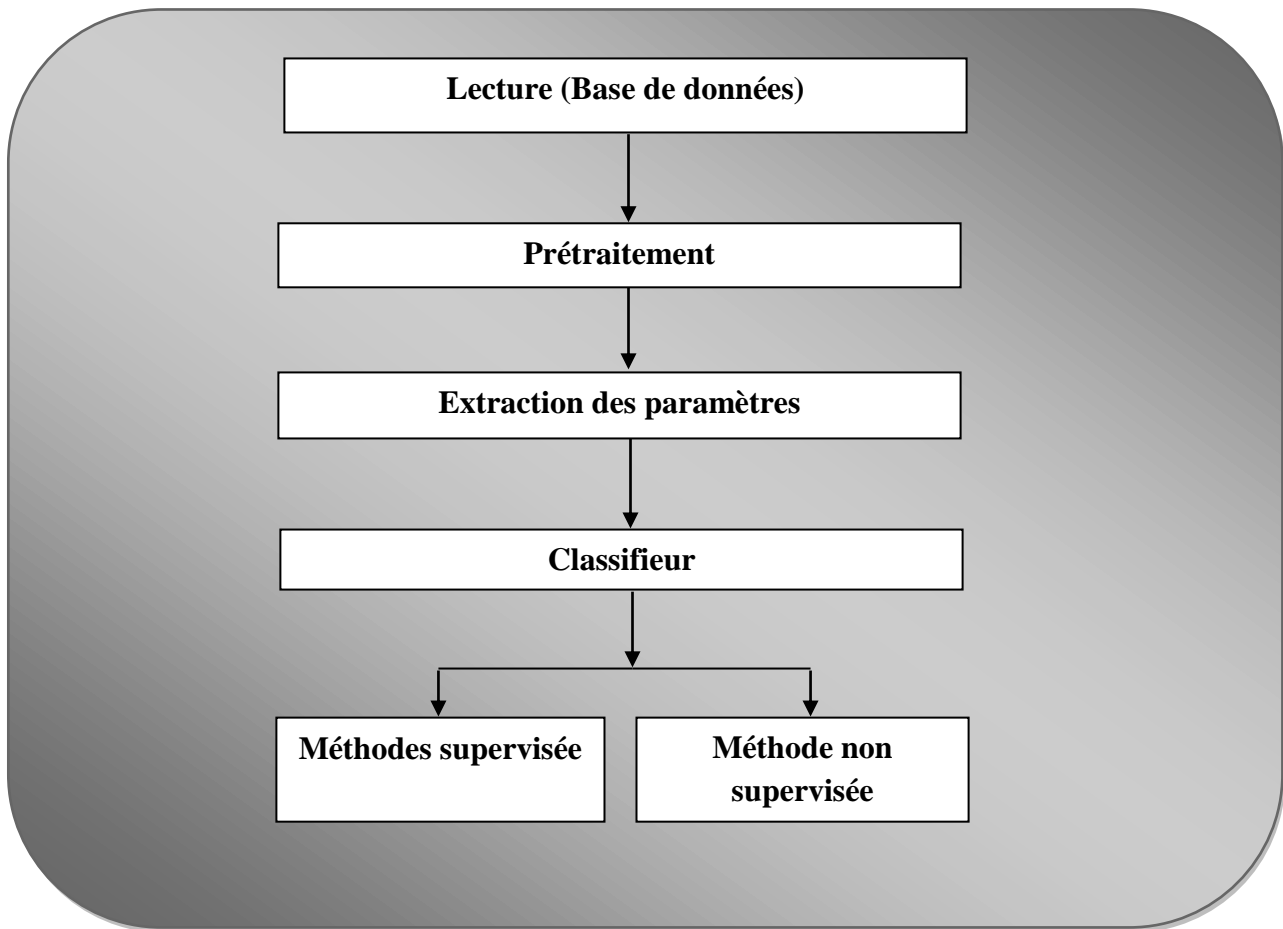 Lecture (Base de données)
Prétraitement
Extraction des paramètres
Classifieur
Méthodes supervisée
Méthode non
supervisée